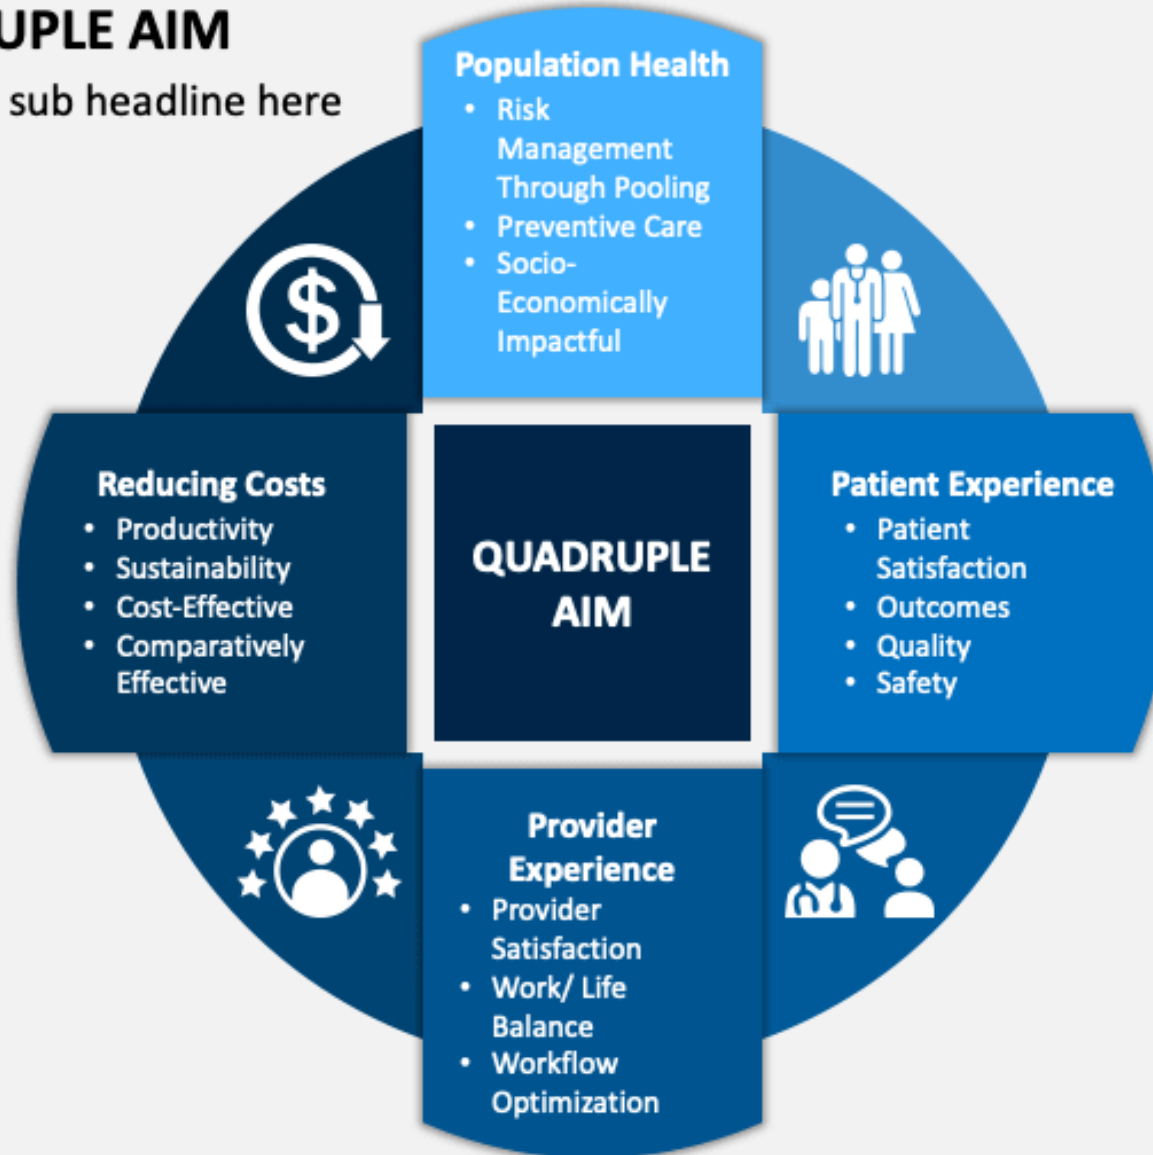 UPLE AIM
sub headline here
Population Health
• Risk
Management
Through Pooling
• Preventive Care
• Socio-
Economically
Impactful
$
Reducing Costs
• Productivity
• Sustainability
• Cost-Effective
• Comparatively
Effective
QUADRUPLE
AIM
Patient Experience
• Patient
Satisfaction
• Outcomes
• Quality
• Safety
Provider
Experience
• Provider
Satisfaction
• Work/ Life
Balance
• Workflow
Optimization